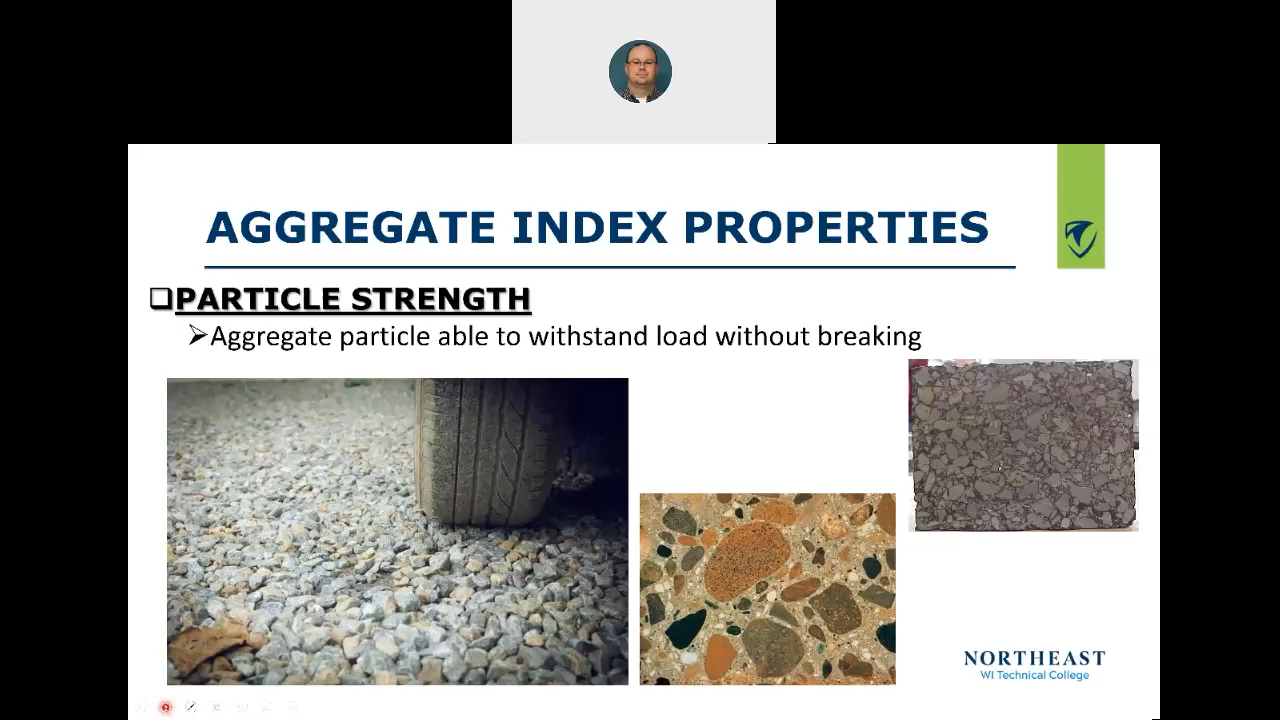 AGGREGATE INDEX PROPERTIES
PARTICLE STRENGTH
Aggregate particle able to withstand load without breaking
NORTHEAST
WI Technical College